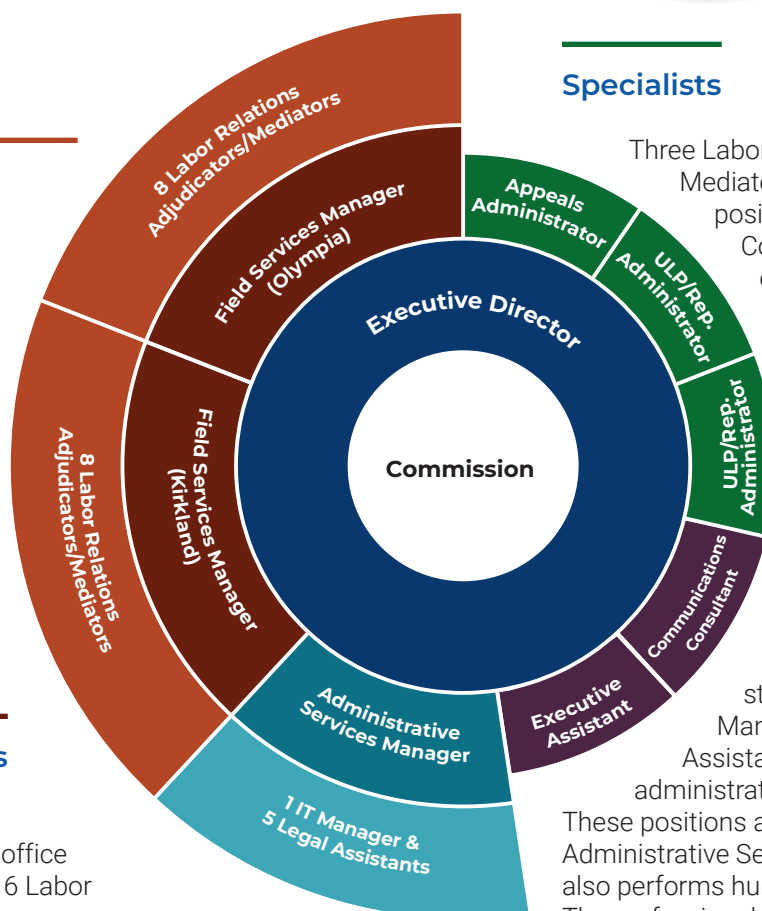 8 Labor Relations
Adjudicators/Mediators
Field Services Manager
(Olympia)
8 Labor Relations
Adjudicators/Mediators
Field Services Manager
(Kirkland)
Executive Director
Commission
Appeals
Administrator
ULP/Rep.
Administrator
ULP/Rep.
Administrator
Communications
Consultant
Executive
Assistant
Administrative
Services Manager
1 IT Manager &
5 Legal Assistants
Specialists
Three Labor
Mediato
posi
Co
s
office
6 Labor
st
Man
Assista
administrat
These positions a
Administrative Se
also performs hu